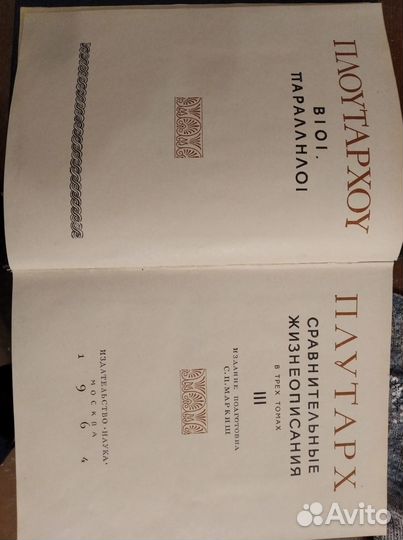 ΠΛΟΥΤΑΡΧΟΥ
ΒΙΟΙ
ΠΑΡΑΛΛΗΛΟΙ
ПЛУТАРХ
СРАВНИТЕЛЬНЫЕ
ЖИЗНЕОПИСАНИЯ
В ТРЕХ ТОМАХ
III
ИЗДАНИЕ ПОДГОТОВИЛ
С.П.МАРКИШ
ИЗДАТЕЛЬСТВО «НАУКА»
МОСКВА
1964
Avito